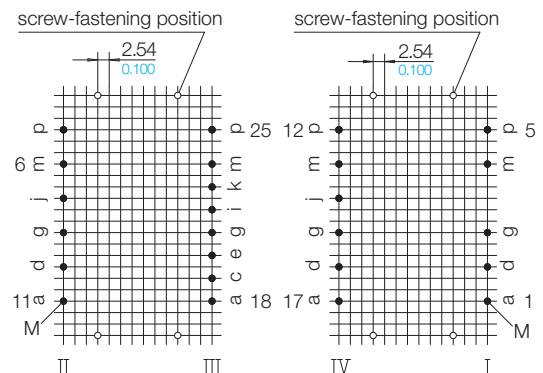 screw-fastening position screw-fastening position
2.54 2.54
0.100 0.100
p p 25 12 p p 5
6 m m m m
k
j j
i
g g g g
e
d d d
c
11 a a 18 17 a a 1
M M
II III IV I